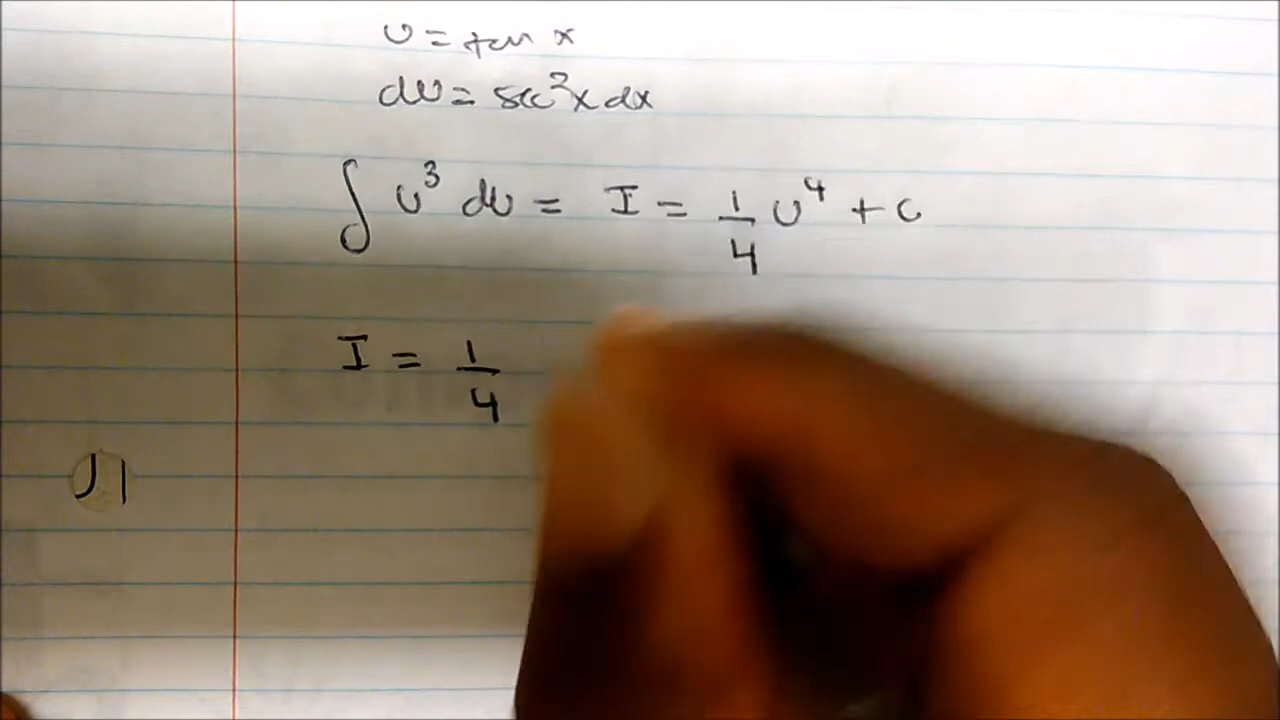 u = tan x
du = sec²x dx
∫ u³ du = I = 1/4 u⁴ + c
I = 1/4